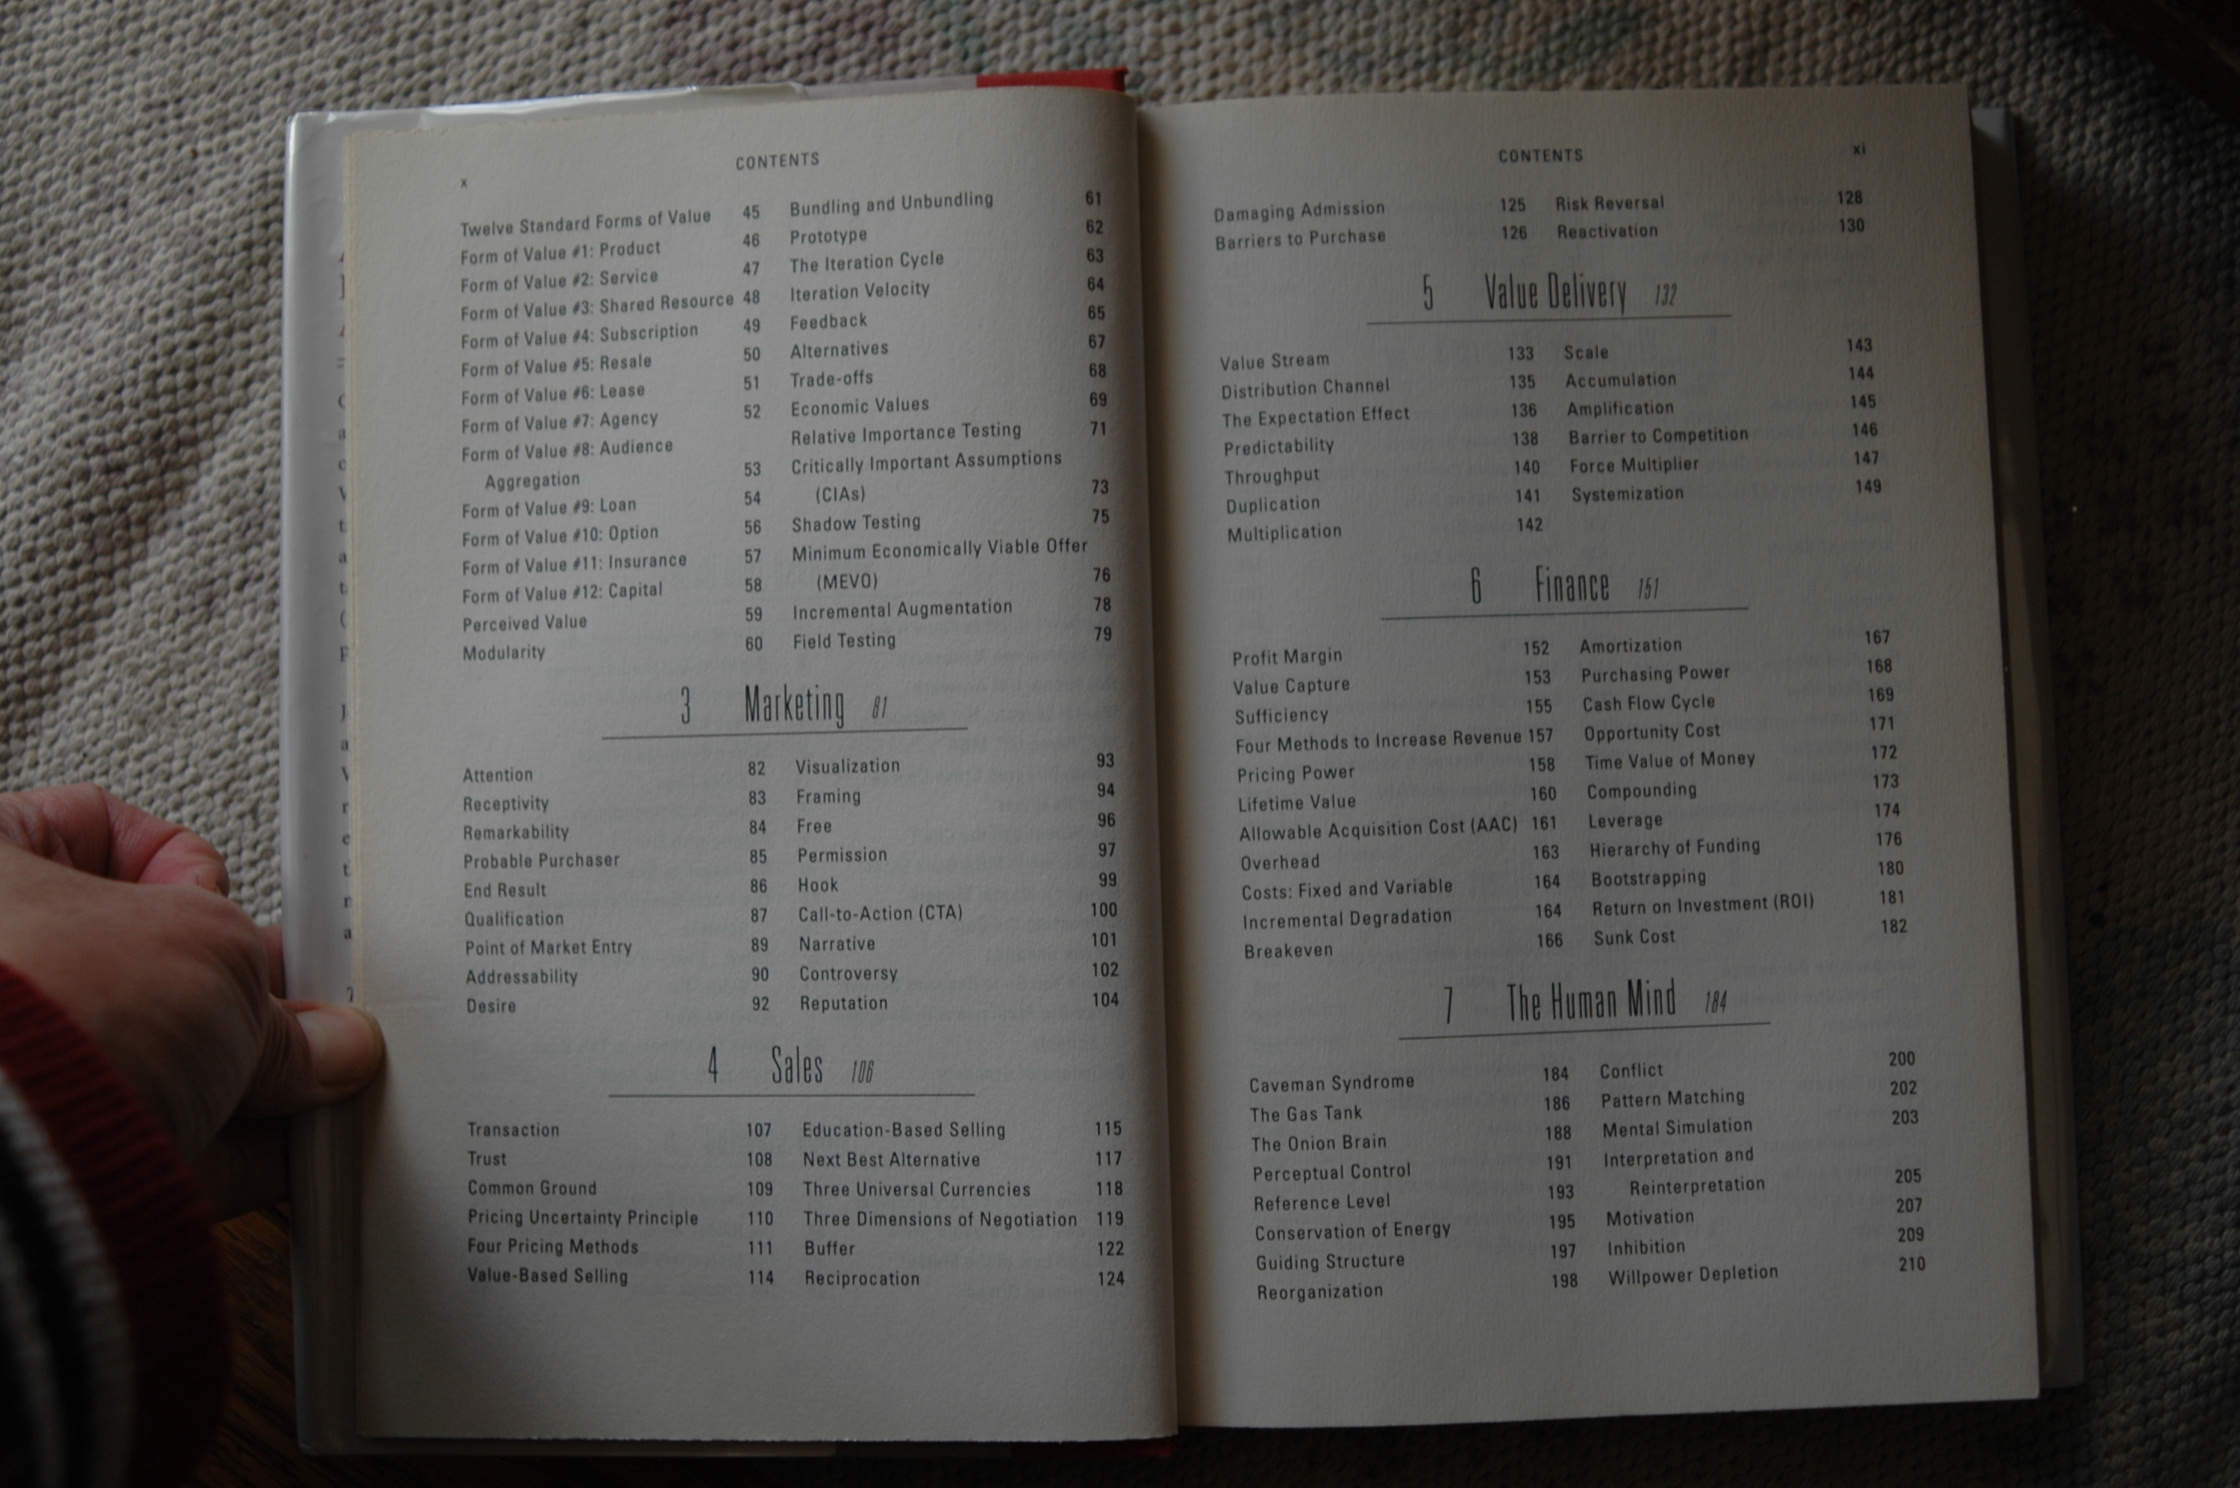 x
CONTENTS
Twelve Standard Forms of Value 45
Form of Value #1: Product 46
Form of Value #2: Service 47
Form of Value #3: Shared Resource 48
Form of Value #4: Subscription 49
Form of Value #5: Resale 50
Form of Value #6: Lease 51
Form of Value #7: Agency 52
Form of Value #8: Audience
Aggregation 53
Form of Value #9: Loan 54
Form of Value #10: Option 56
Form of Value #11: Insurance 57
Form of Value #12: Capital 58
Perceived Value 59
Modularity 60
Bundling and Unbundling 61
Prototype 62
The Iteration Cycle 63
Iteration Velocity 64
Feedback 65
Alternatives 67
Trade-offs 68
Economic Values 69
Relative Importance Testing 71
Critically Important Assumptions
(CIAs) 73
Shadow Testing 75
Minimum Economically Viable Offer
(MEVO) 76
Incremental Augmentation 78
Field Testing 79
3 Marketing 81
Attention 82
Receptivity 83
Remarkability 84
Probable Purchaser 85
End Result 86
Qualification 87
Point of Market Entry 89
Addressability 90
Desire 92
Visualization 93
Framing 94
Free 96
Permission 97
Hook 99
Call-to-Action (CTA) 100
Narrative 101
Controversy 102
Reputation 104
4 Sales 106
Transaction 107
Trust 108
Common Ground 109
Pricing Uncertainty Principle 110
Four Pricing Methods 111
Value-Based Selling 114
Education-Based Selling 115
Next Best Alternative 117
Three Universal Currencies 118
Three Dimensions of Negotiation 119
Buffer 122
Reciprocation 124
CONTENTS
xi
Damaging Admission 125
Barriers to Purchase 126
Risk Reversal 128
Reactivation 130
5 Value Delivery 132
Value Stream 133
Distribution Channel 135
The Expectation Effect 136
Predictability 138
Throughput 140
Duplication 141
Multiplication 142
Scale 143
Accumulation 144
Amplification 145
Barrier to Competition 146
Force Multiplier 147
Systemization 149
6 Finance 151
Profit Margin 152
Value Capture 153
Sufficiency 155
Four Methods to Increase Revenue 157
Pricing Power 158
Lifetime Value 160
Allowable Acquisition Cost (AAC) 161
Overhead 163
Costs: Fixed and Variable 164
Incremental Degradation 164
Breakeven 166
Amortization 167
Purchasing Power 168
Cash Flow Cycle 169
Opportunity Cost 171
Time Value of Money 172
Compounding 173
Leverage 174
Hierarchy of Funding 176
Bootstrapping 180
Return on Investment (ROI) 181
Sunk Cost 182
7 The Human Mind 184
Caveman Syndrome 184
The Gas Tank 186
The Onion Brain 188
Perceptual Control 191
Reference Level 193
Conservation of Energy 195
Guiding Structure 197
Reorganization 198
Conflict 200
Pattern Matching 202
Mental Simulation 203
Interpretation and
Reinterpretation 205
Motivation 207
Inhibition 209
Willpower Depletion 210